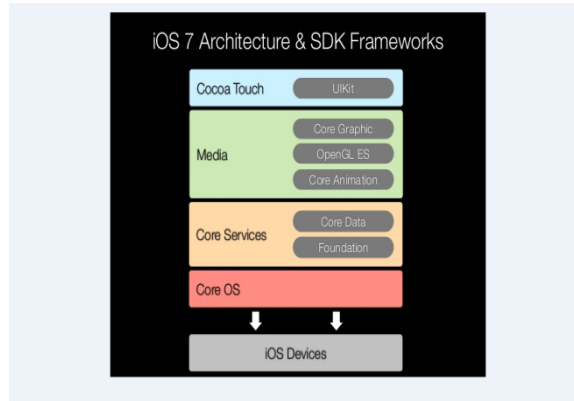 iOS 7 Architecture & SDK Frameworks
Cocoa Touch
UIKit
Media
Core Graphic
OpenGL ES
Core Animation
Core Services
Core Data
Foundation
Core OS
iOS Devices